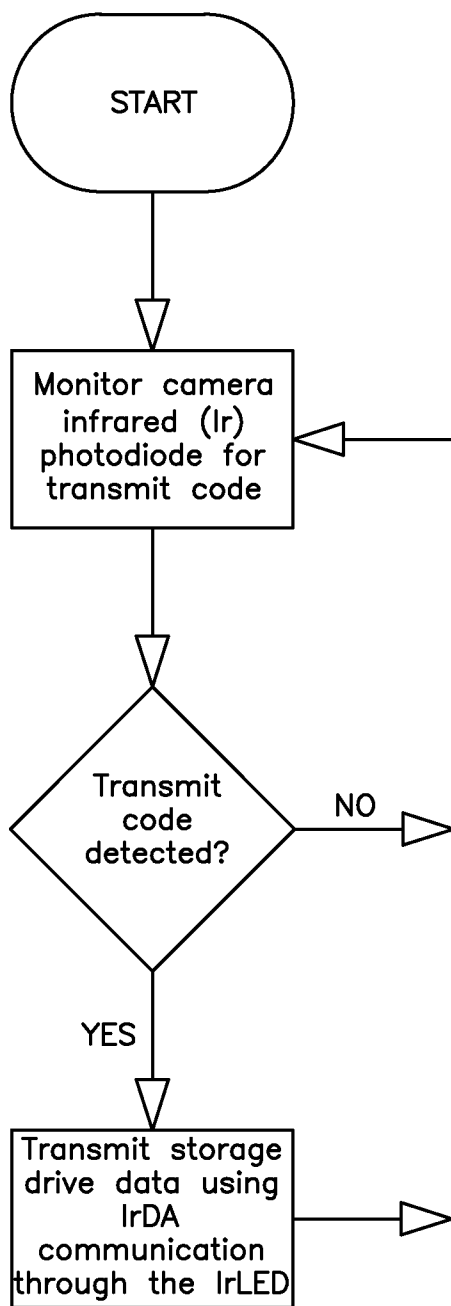 START
Monitor camera
infrared (Ir)
photodiode for
transmit code
Transmit
code
detected?
NO
YES
Transmit storage
drive data using
IrDA
communication
through the IrLED